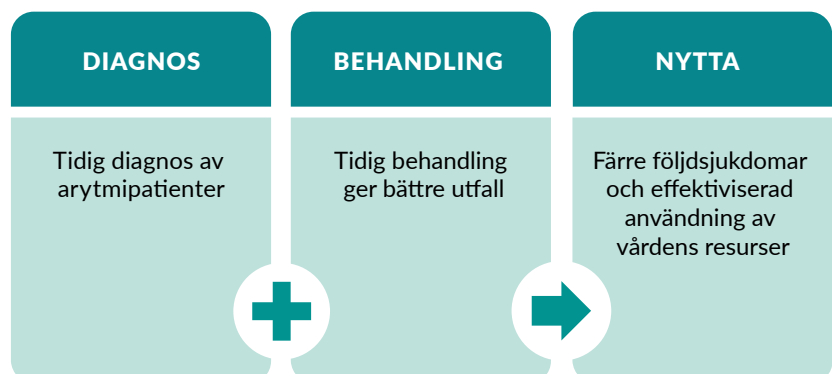 DIAGNOS
Tidig diagnos av
arytmipatienter
BEHANDLING
Tidig behandling
ger bättre utfall
NYTTA
Färre följdsjukdomar
och effektiviserad
användning av
vårdens resurser